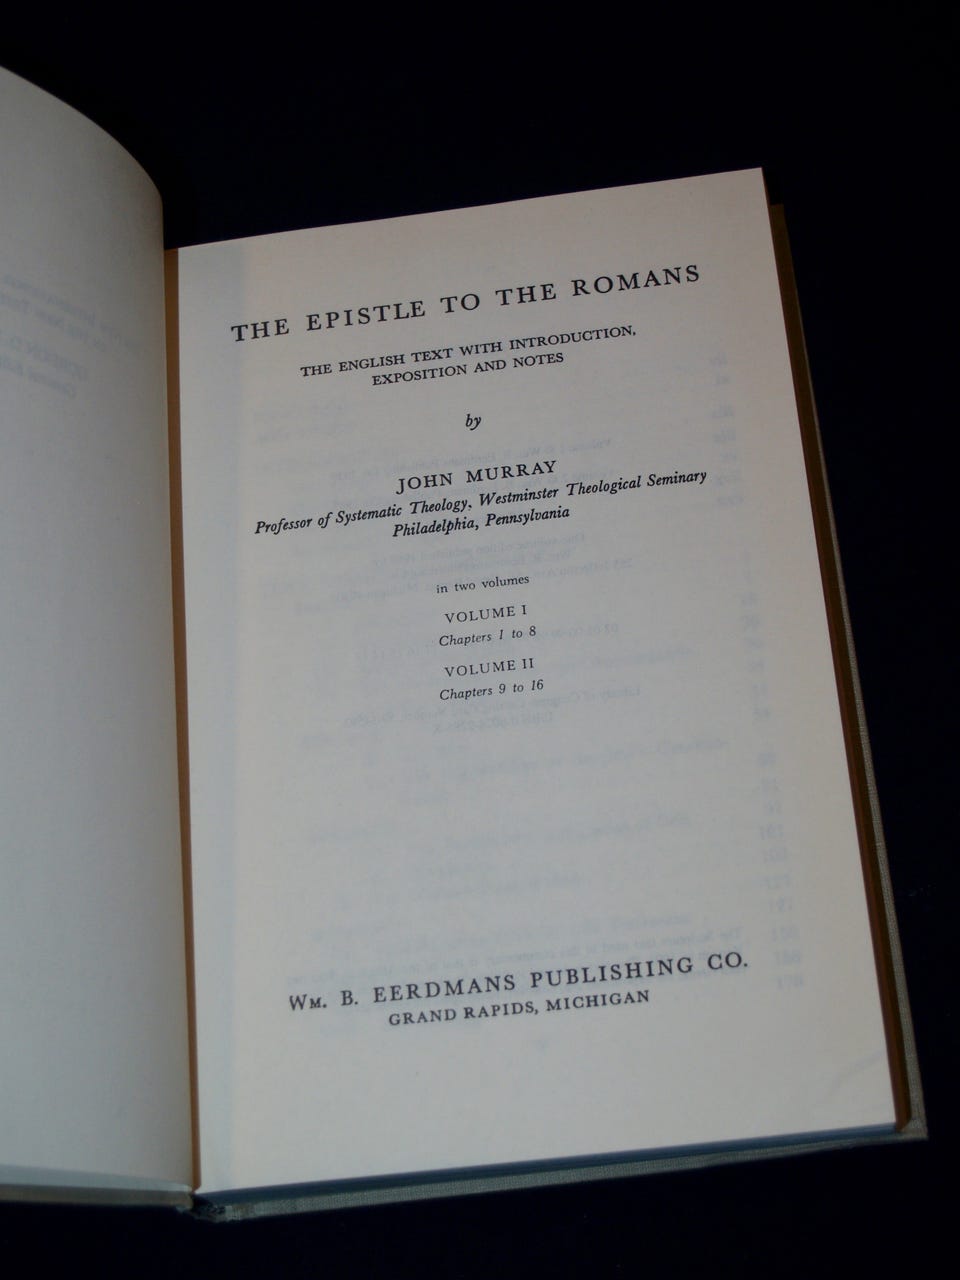 THE EPISTLE TO THE ROMANS
THE ENGLISH TEXT WITH INTRODUCTION,
EXPOSITION AND NOTES
by
JOHN MURRAY
Professor of Systematic Theology, Westminster Theological Seminary
Philadelphia, Pennsylvania
in two volumes
VOLUME I
Chapters 1 to 8
VOLUME II
Chapters 9 to 16
WM. B. EERDMANS PUBLISHING CO.
GRAND RAPIDS, MICHIGAN